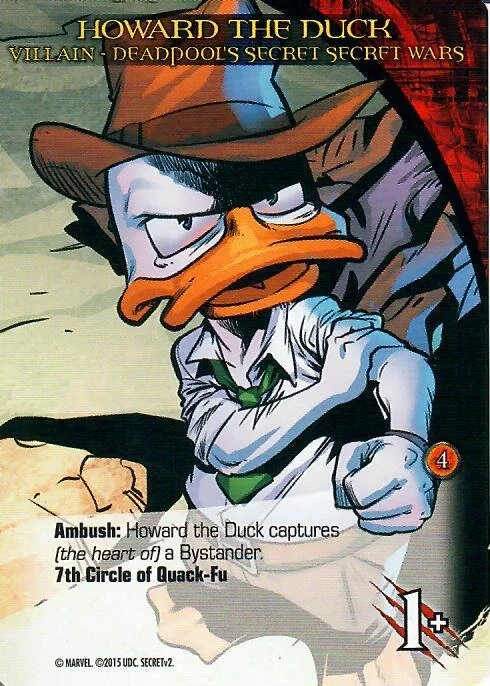 HOWARD THE DUCK
VILLAIN - DEADPOOL'S SECRET SECRET WARS
4
Ambush: Howard the Duck captures
(the heart of) a Bystander.
7th Circle of Quack-Fu
1+
© MARVEL. ©2015 UDC. SECRETv2.